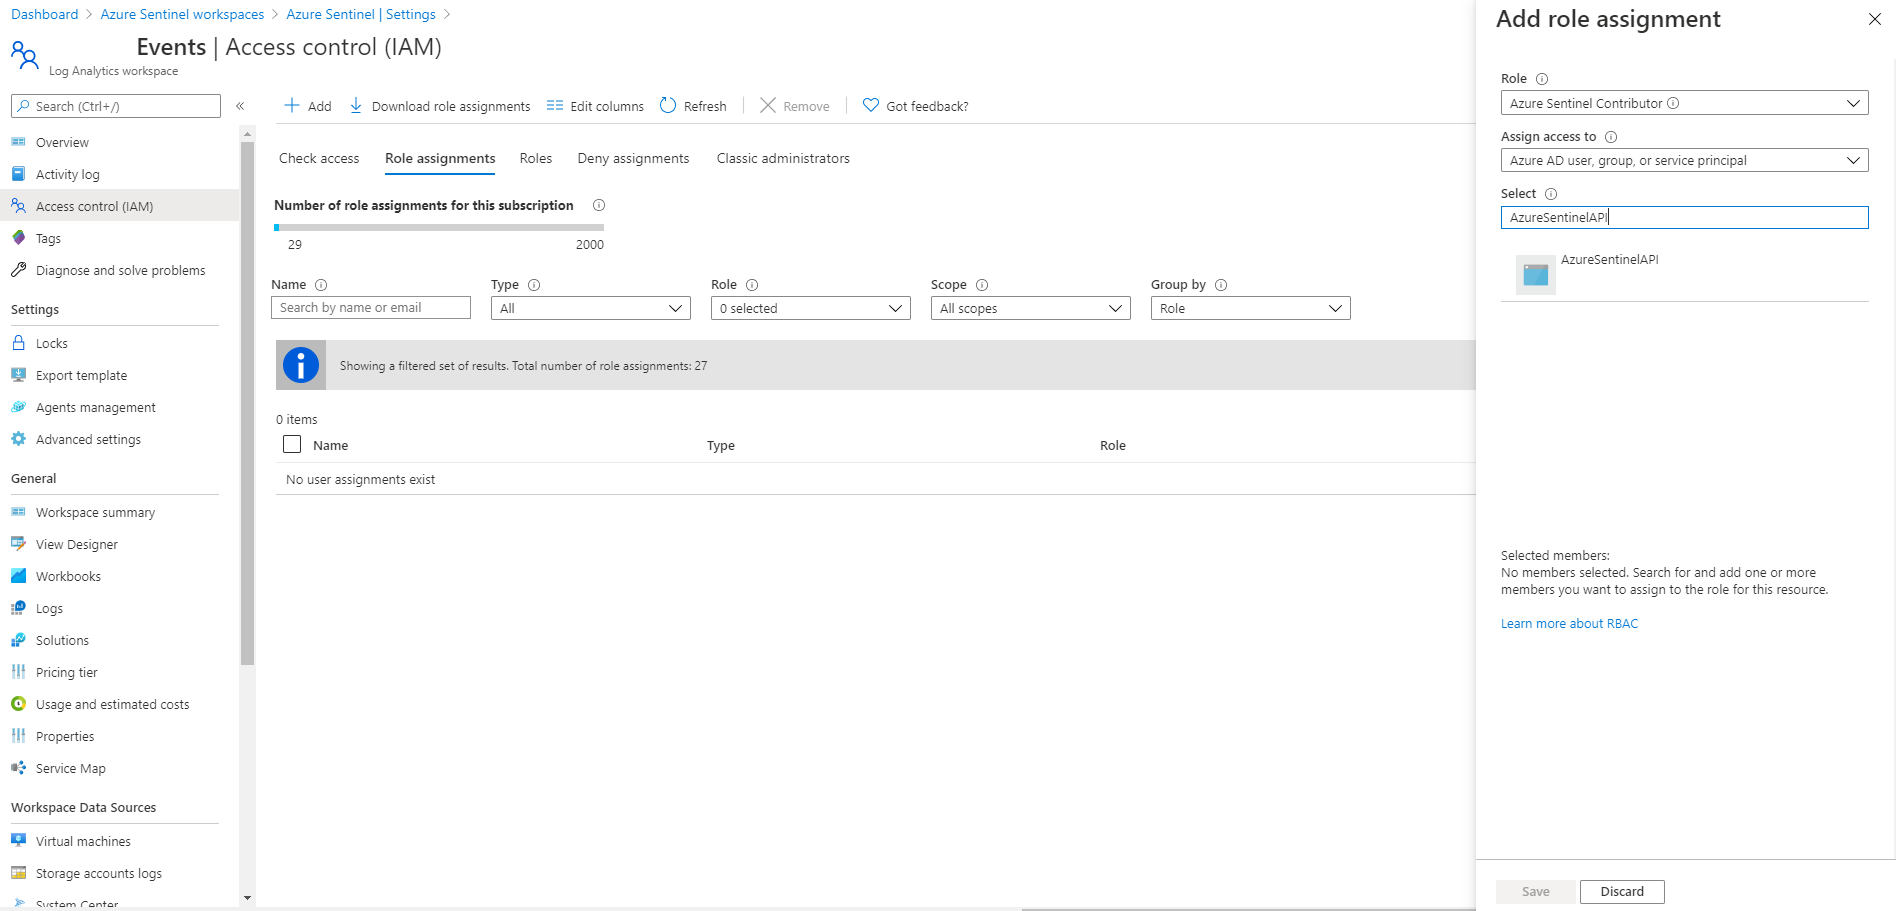 Dashboard > Azure Sentinel workspaces > Azure Sentinel | Settings >
Events | Access control (IAM)
Log Analytics workspace
Search (Ctrl+/)
«
Overview
Activity log
Access control (IAM)
Tags
Diagnose and solve problems
Settings
Locks
Export template
Agents management
Advanced settings
General
Workspace summary
View Designer
Workbooks
Logs
Solutions
Pricing tier
Usage and estimated costs
Properties
Service Map
Workspace Data Sources
Virtual machines
Storage accounts logs
System Center
Add Download role assignments Edit columns Refresh | Remove | Got feedback?
Check access Role assignments Roles Deny assignments Classic administrators
Number of role assignments for this subscription
29 2000
Name Type Role Scope Group by
Search by name or email All 0 selected All scopes Role
Showing a filtered set of results. Total number of role assignments: 27
0 items
Name Type Role
No user assignments exist
Add role assignment
Role
Azure Sentinel Contributor
Assign access to
Azure AD user, group, or service principal
Select
AzureSentinelAPI
AzureSentinelAPI
Selected members:
No members selected. Search for and add one or more
members you want to assign to the role for this resource.
Learn more about RBAC
Save Discard